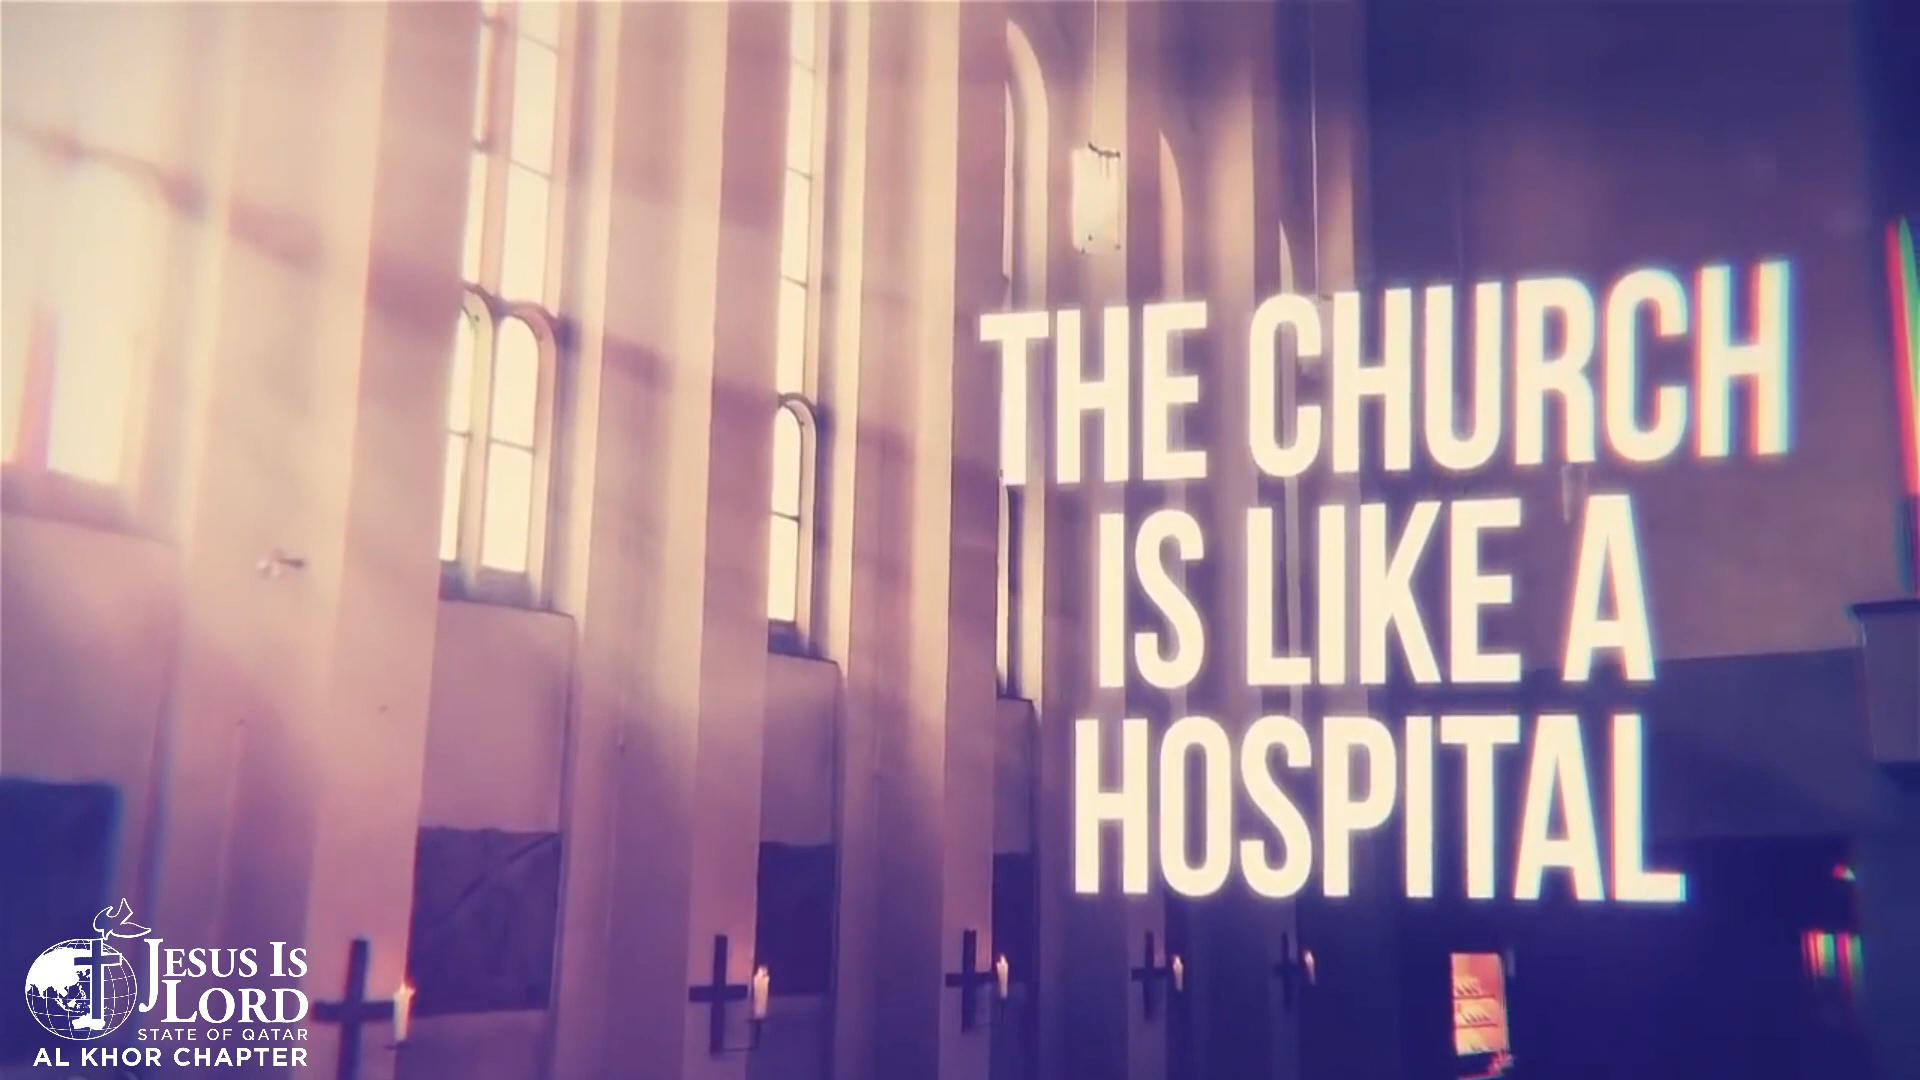 THE CHURCH
IS LIKE A
HOSPITAL
JESUS IS
LORD
STATE OF QATAR
AL KHOR CHAPTER